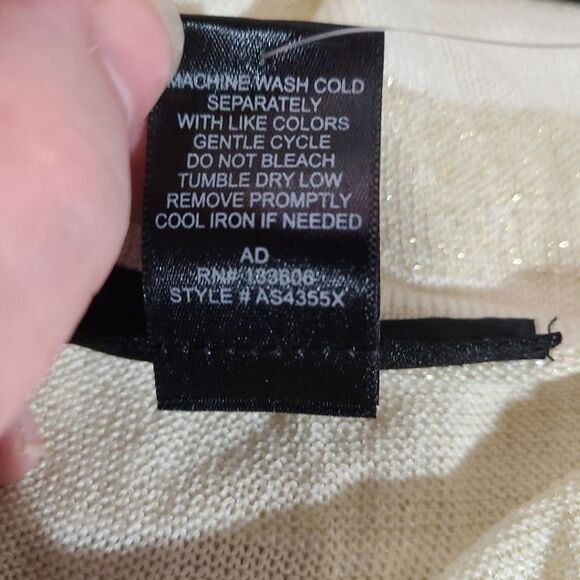 MACHINE WASH COLD
SEPARATELY
WITH LIKE COLORS
GENTLE CYCLE
DO NOT BLEACH
TUMBLE DRY LOW
REMOVE PROMPTLY
COOL IRON IF NEEDED
AD
RN# 133606
STYLE # AS4355X